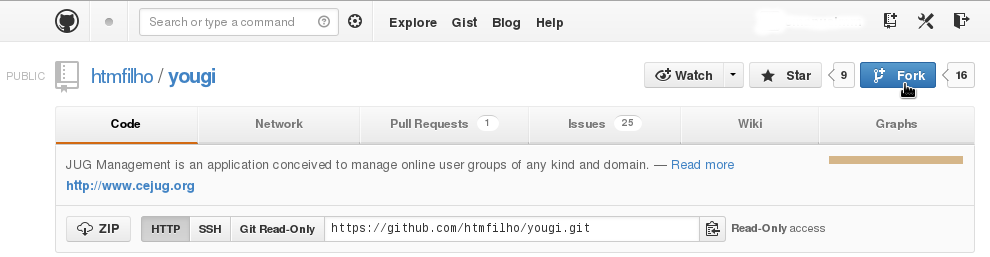 Search or type a command
Explore Gist Blog Help
PUBLIC htmfilho / yougi Watch Star 9 Fork 16
Code Network Pull Requests 1 Issues 25 Wiki Graphs
JUG Management is an application conceived to manage online user groups of any kind and domain. — Read more
http://www.cejug.org
ZIP HTTP SSH Git Read-Only https://github.com/htmfilho/yougi.git Read-Only access